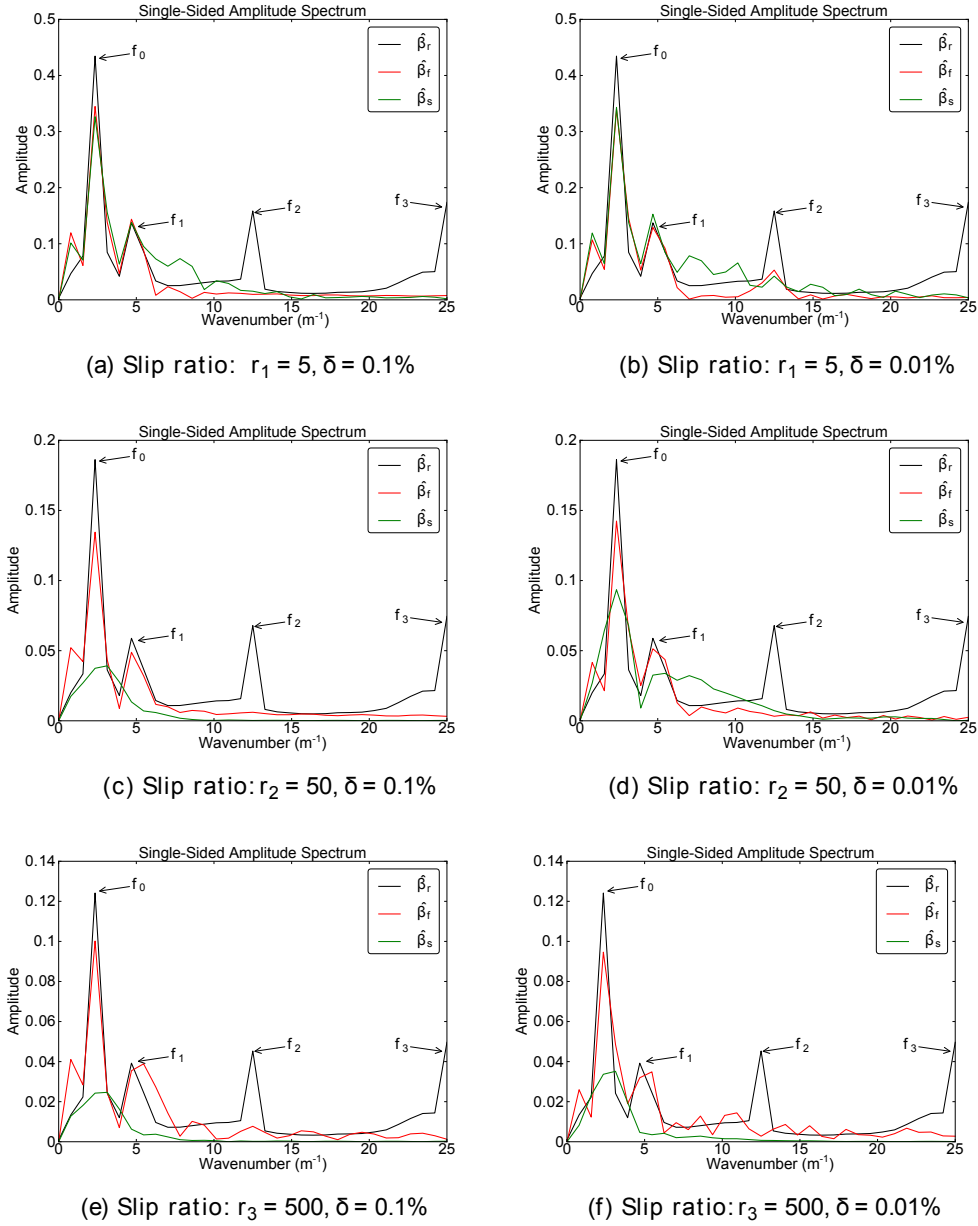 Single-Sided Amplitude Spectrum
0.5
0.4
0.3
0.2
0.1
0
Amplitude
f0
f1
f2
f3
β̂r
β̂f
β̂s
0 5 10 15 20 25
Wavenumber (m⁻¹)
(a) Slip ratio: r₁ = 5, δ = 0.1%
Single-Sided Amplitude Spectrum
0.5
0.4
0.3
0.2
0.1
0
Amplitude
f0
f1
f2
f3
β̂r
β̂f
β̂s
0 5 10 15 20 25
Wavenumber (m⁻¹)
(b) Slip ratio: r₁ = 5, δ = 0.01%
Single-Sided Amplitude Spectrum
0.2
0.15
0.1
0.05
0
Amplitude
f0
f1
f2
f3
β̂r
β̂f
β̂s
0 5 10 15 20 25
Wavenumber (m⁻¹)
(c) Slip ratio: r₂ = 50, δ = 0.1%
Single-Sided Amplitude Spectrum
0.2
0.15
0.1
0.05
0
Amplitude
f0
f1
f2
f3
β̂r
β̂f
β̂s
0 5 10 15 20 25
Wavenumber (m⁻¹)
(d) Slip ratio: r₂ = 50, δ = 0.01%
Single-Sided Amplitude Spectrum
0.14
0.12
0.1
0.08
0.06
0.04
0.02
0
Amplitude
f0
f1
f2
f3
β̂r
β̂f
β̂s
0 5 10 15 20 25
Wavenumber (m⁻¹)
(e) Slip ratio: r₃ = 500, δ = 0.1%
Single-Sided Amplitude Spectrum
0.14
0.12
0.1
0.08
0.06
0.04
0.02
0
Amplitude
f0
f1
f2
f3
β̂r
β̂f
β̂s
0 5 10 15 20 25
Wavenumber (m⁻¹)
(f) Slip ratio: r₃ = 500, δ = 0.01%